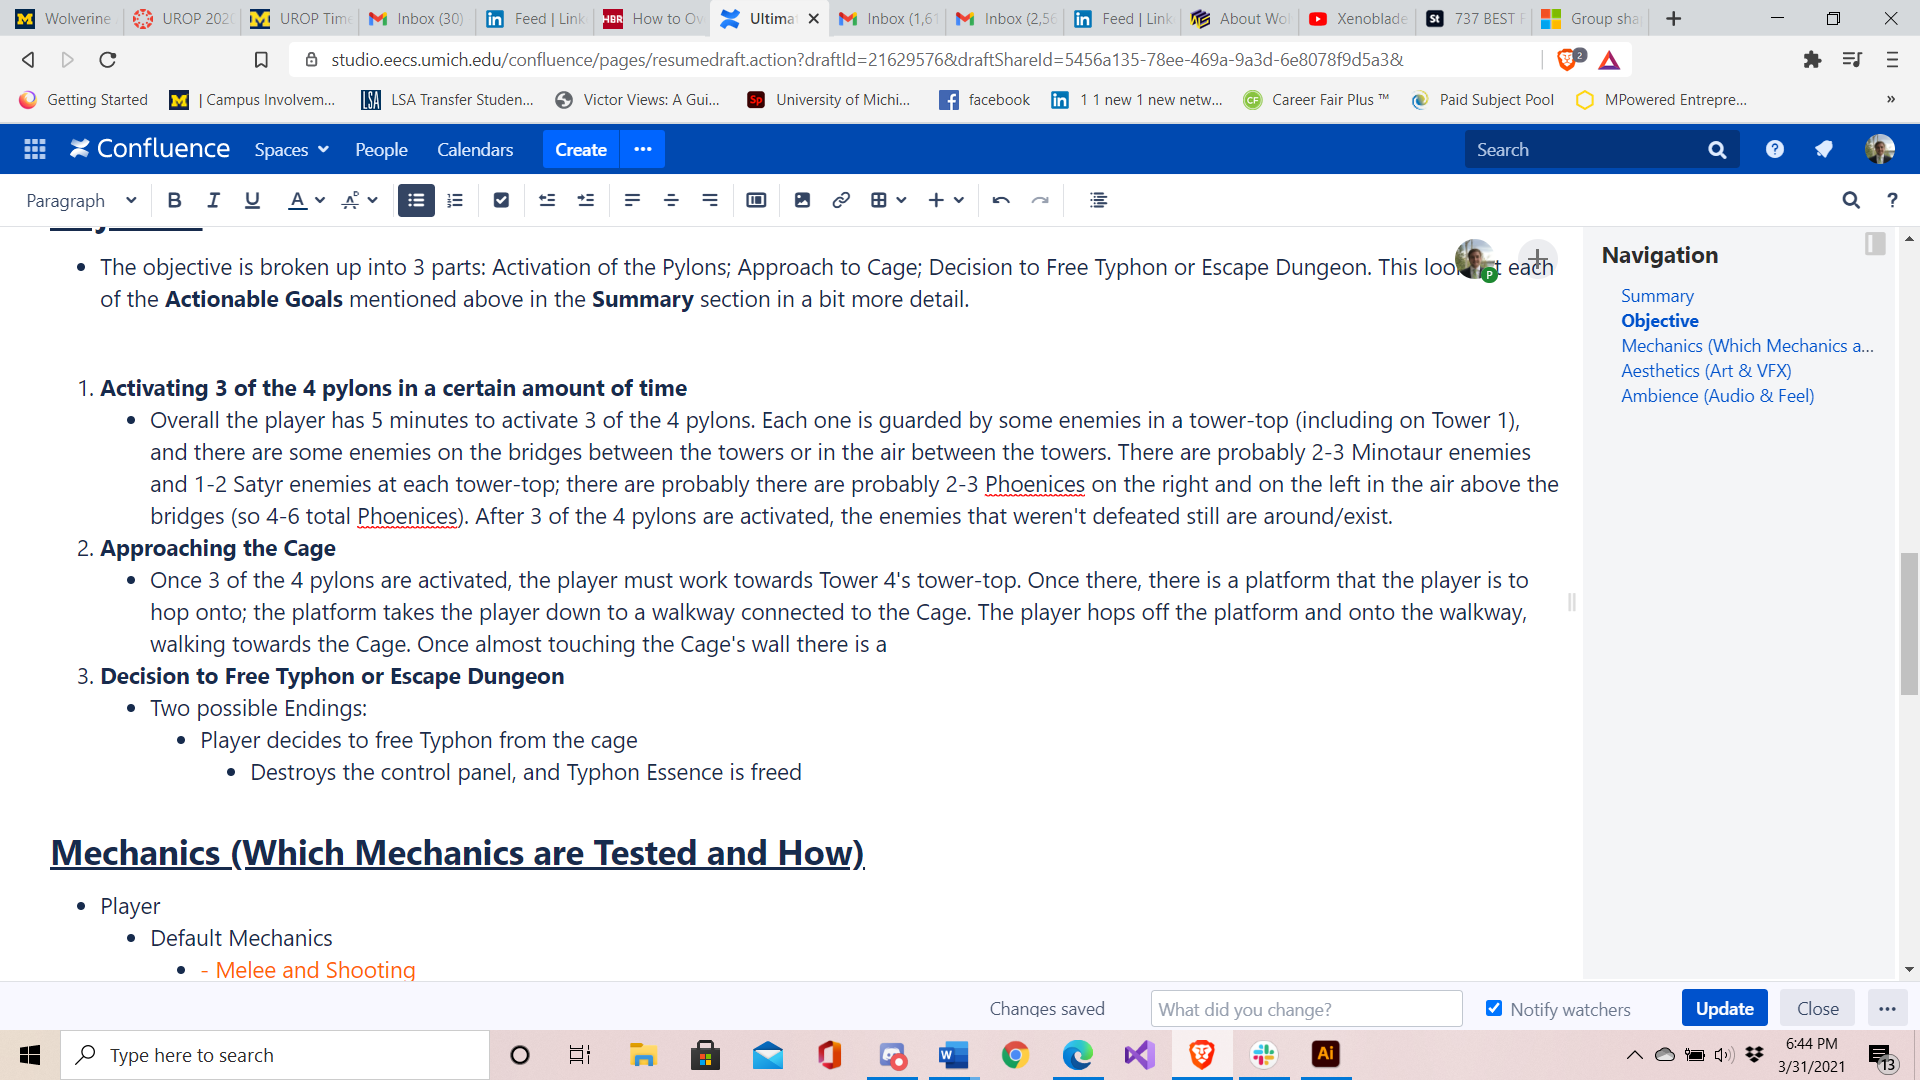 Wolverine
UROP 202
UROP Time
Inbox (30)
Feed | Link
HBR
How to Ov
Ultima
Inbox (1,61
Inbox (2,56
Feed | Link
About Wol
Xenoblade
St
737 BEST F
Group sha
studio.eecs.umich.edu/confluence/pages/resumedraft.action?draftId=21629576&draftShareId=5456a135-78ee-469a-9a3d-6e8078f9d5a3&
2
Getting Started
| Campus Involvem...
LSA
LSA Transfer Studen...
Victor Views: A Gui...
Sp
University of Michi...
facebook
1 1 new 1 new netw...
CF
Career Fair Plus ™
Paid Subject Pool
MPowered Entrepre...
»
Confluence
Spaces
People
Calendars
Create
Search
Paragraph
B I U A
The objective is broken up into 3 parts: Activation of the Pylons; Approach to Cage; Decision to Free Typhon or Escape Dungeon. This loo t each
P
of the Actionable Goals mentioned above in the Summary section in a bit more detail.
1. Activating 3 of the 4 pylons in a certain amount of time
Overall the player has 5 minutes to activate 3 of the 4 pylons. Each one is guarded by some enemies in a tower-top (including on Tower 1),
and there are some enemies on the bridges between the towers or in the air between the towers. There are probably 2-3 Minotaur enemies
and 1-2 Satyr enemies at each tower-top; there are probably there are probably 2-3 Phoenices on the right and on the left in the air above the
bridges (so 4-6 total Phoenices). After 3 of the 4 pylons are activated, the enemies that weren't defeated still are around/exist.
2. Approaching the Cage
Once 3 of the 4 pylons are activated, the player must work towards Tower 4's tower-top. Once there, there is a platform that the player is to
hop onto; the platform takes the player down to a walkway connected to the Cage. The player hops off the platform and onto the walkway,
walking towards the Cage. Once almost touching the Cage's wall there is a
3. Decision to Free Typhon or Escape Dungeon
Two possible Endings:
Player decides to free Typhon from the cage
Destroys the control panel, and Typhon Essence is freed
Mechanics (Which Mechanics are Tested and How)
Player
Default Mechanics
- Melee and Shooting
Navigation
Summary
Objective
Mechanics (Which Mechanics a...
Aesthetics (Art & VFX)
Ambience (Audio & Feel)
Changes saved
What did you change?
Notify watchers
Update
Close
Type here to search
Ai
6:44 PM
3/31/2021
13